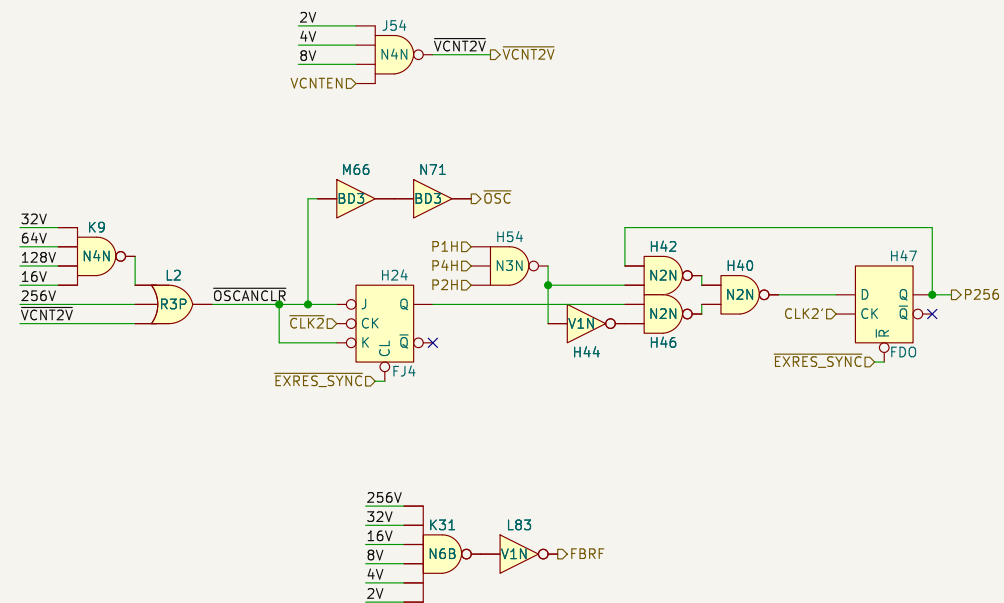 2V
4V
8V
VCNTEN
J54
N4N
VCNT2V
VCNT2V
M66
BD3
N71
BD3
OSC
32V
64V
128V
16V
256V
VCNT2V
K9
N4N
L2
R3P
OSCANCLR
H24
J
Q
CK
K
Q
CL
FJ4
CLK2
EXRES_SYNC
P1H
P4H
P2H
H54
N3N
V1N
H44
H42
N2N
N2N
H46
H40
N2N
H47
D
Q
CK
Q
R
FDO
CLK2'
EXRES_SYNC
P256
256V
32V
16V
8V
4V
2V
K31
N6B
L83
V1N
FBRF